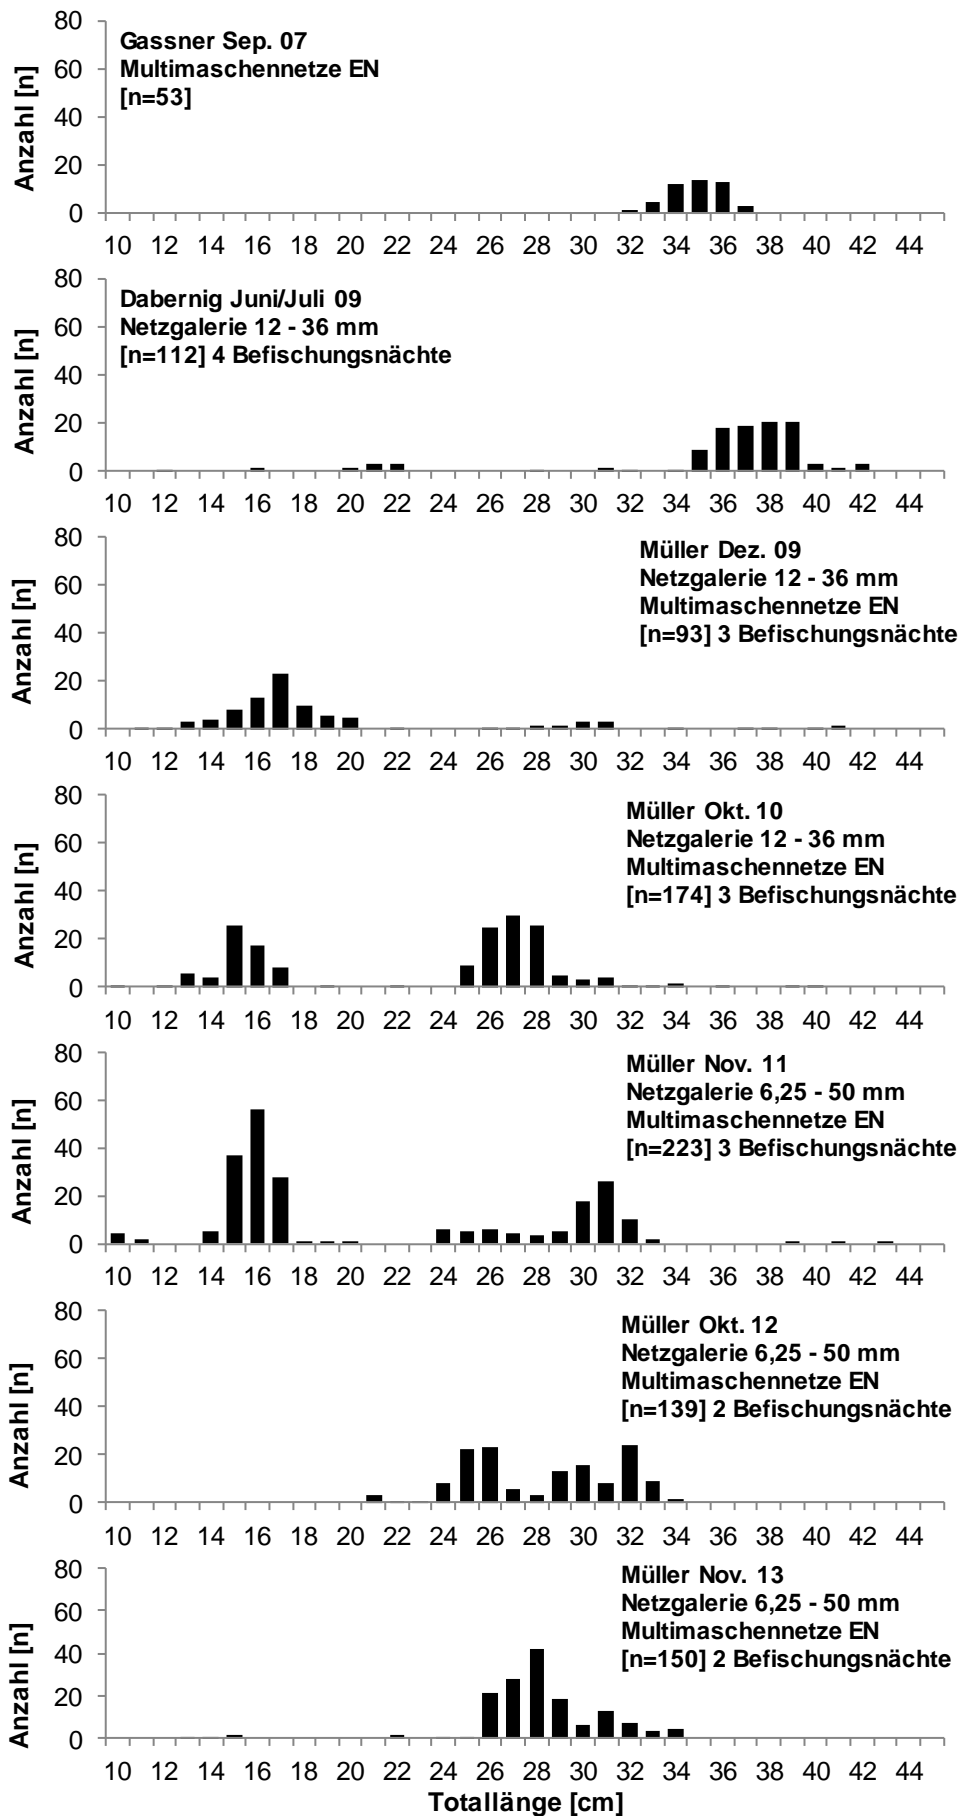 80
60
40
20
0
Anzahl [n]
Gassner Sep. 07
Multimaschennetze EN
[n=53]
10 12 14 16 18 20 22 24 26 28 30 32 34 36 38 40 42 44
80
60
40
20
0
Anzahl [n]
Dabernig Juni/Juli 09
Netzgalerie 12 - 36 mm
[n=112] 4 Befischungsnächte
10 12 14 16 18 20 22 24 26 28 30 32 34 36 38 40 42 44
80
60
40
20
0
Anzahl [n]
Müller Dez. 09
Netzgalerie 12 - 36 mm
Multimaschennetze EN
[n=93] 3 Befischungsnächte
10 12 14 16 18 20 22 24 26 28 30 32 34 36 38 40 42 44
80
60
40
20
0
Anzahl [n]
Müller Okt. 10
Netzgalerie 12 - 36 mm
Multimaschennetze EN
[n=174] 3 Befischungsnächte
10 12 14 16 18 20 22 24 26 28 30 32 34 36 38 40 42 44
80
60
40
20
0
Anzahl [n]
Müller Nov. 11
Netzgalerie 6,25 - 50 mm
Multimaschennetze EN
[n=223] 3 Befischungsnächte
10 12 14 16 18 20 22 24 26 28 30 32 34 36 38 40 42 44
80
60
40
20
0
Anzahl [n]
Müller Okt. 12
Netzgalerie 6,25 - 50 mm
Multimaschennetze EN
[n=139] 2 Befischungsnächte
10 12 14 16 18 20 22 24 26 28 30 32 34 36 38 40 42 44
80
60
40
20
0
Anzahl [n]
Müller Nov. 13
Netzgalerie 6,25 - 50 mm
Multimaschennetze EN
[n=150] 2 Befischungsnächte
10 12 14 16 18 20 22 24 26 28 30 32 34 36 38 40 42 44
Totallänge [cm]